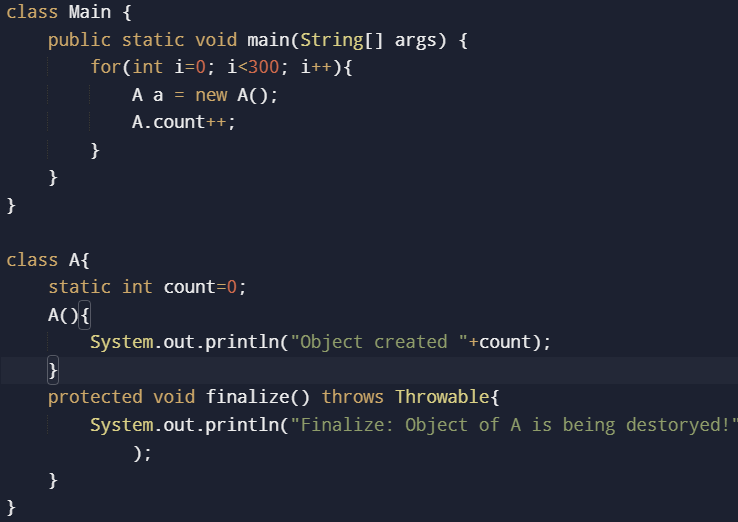 class Main {
    public static void main(String[] args) {
        for(int i=0; i<300; i++){
            A a = new A();
            A.count++;
        }
    }
}

class A{
    static int count=0;
    A(){
        System.out.println("Object created "+count);
    }
    protected void finalize() throws Throwable{
        System.out.println("Finalize: Object of A is being destoryed!"
            );
    }
}